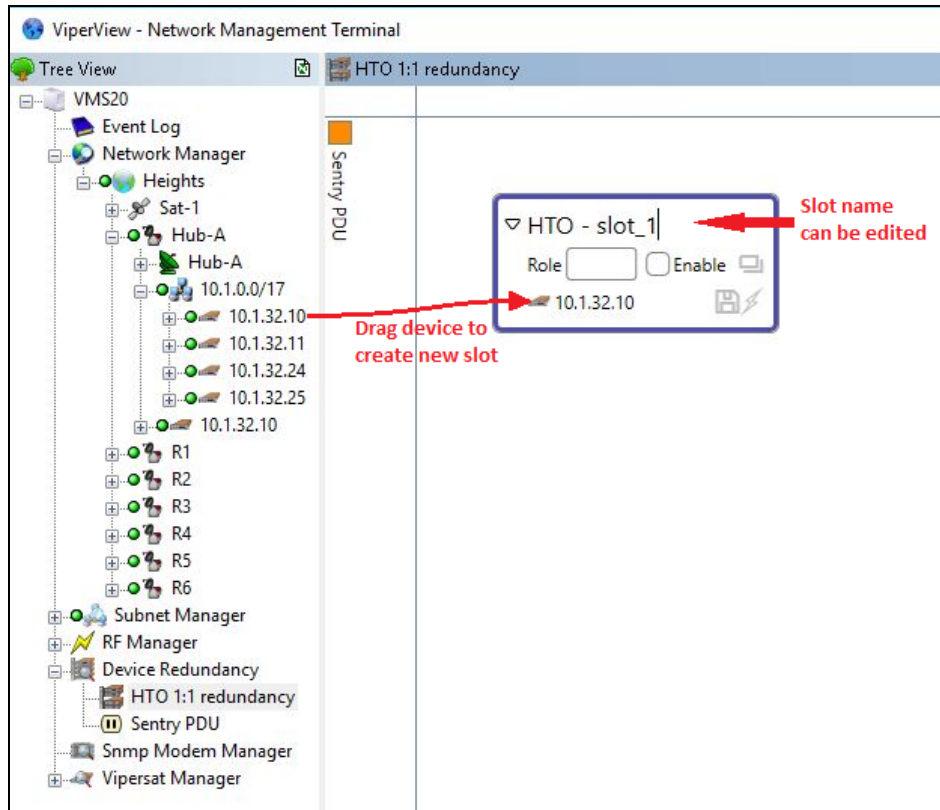 ViperView - Network Management Terminal
Tree View
HTO 1:1 redundancy
VMS20
Event Log
Network Manager
Heights
Sat-1
Hub-A
Hub-A
10.1.0.0/17
10.1.32.10
10.1.32.11
10.1.32.24
10.1.32.25
10.1.32.10
R1
R2
R3
R4
R5
R6
Subnet Manager
RF Manager
Device Redundancy
HTO 1:1 redundancy
Sentry PDU
Snmp Modem Manager
Vipersat Manager
Sentry PDU
HTO - slot_1
Role Enable
10.1.32.10
Slot name
can be edited
Drag device to
create new slot